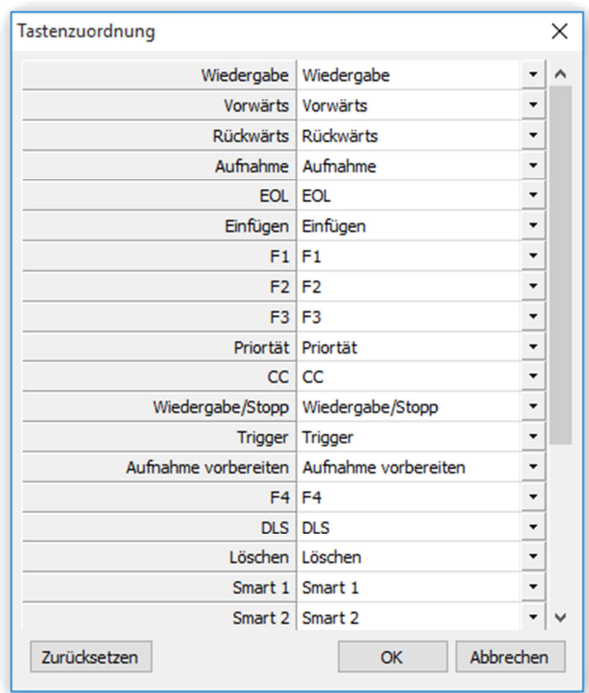 Tastenzuordnung
Wiedergabe Wiedergabe
Vorwärts Vorwärts
Rückwärts Rückwärts
Aufnahme Aufnahme
EOL EOL
Einfügen Einfügen
F1 F1
F2 F2
F3 F3
Priortät Priortät
CC CC
Wiedergabe/Stopp Wiedergabe/Stopp
Trigger Trigger
Aufnahme vorbereiten Aufnahme vorbereiten
F4 F4
DLS DLS
Löschen Löschen
Smart 1 Smart 1
Smart 2 Smart 2
Zurücksetzen OK Abbrechen